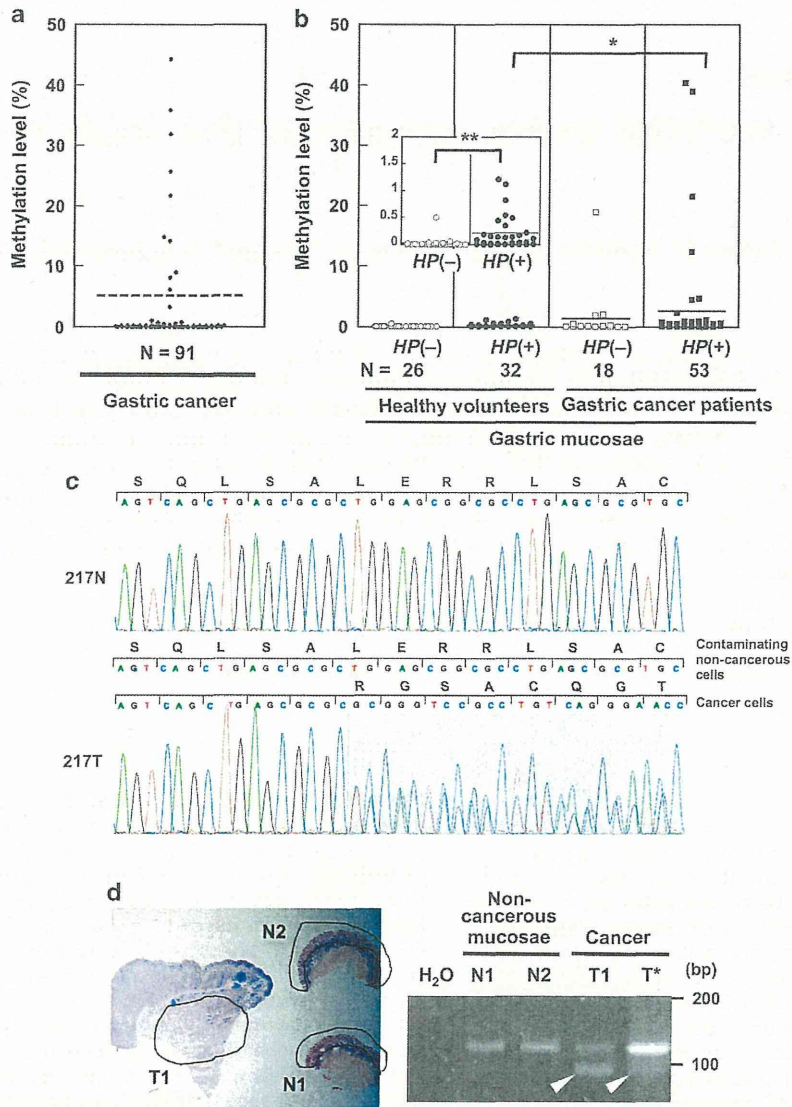 a
Methylation level (%)
50
40
30
20
10
0
N = 91
Gastric cancer
b
Methylation level (%)
50
40
30
20
10
0
*
2
1.5
1
0.5
0
**
HP(–) HP(+)
HP(–) HP(+) HP(–) HP(+)
N = 26 32 18 53
Healthy volunteers Gastric cancer patients
Gastric mucosae
c
S Q L S A L E R R L S A C
A G T C A G C T G A G C G C G C T G G A G C G G C G C C T G A G C G C G T G C
217N
S Q L S A L E R R L S A C
A G T C A G C T G A G C G C G C T G G A G C G G C G C C T G A G C G C G T G C
Contaminating
non-cancerous
cells
R G S A C Q G T
A G T C A G C T G A G C G C G C G C G G G T C C G C C T G T C A G G G A A C C
Cancer cells
217T
d
N2
T1
N1
Non-
cancerous
mucosae
Cancer
H2O N1 N2 T1 T* (bp)
200
100